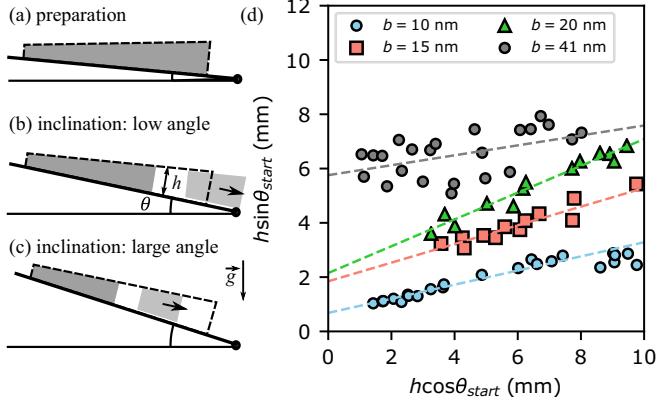 (a) preparation
(b) inclination: low angle
h
θ
(c) inclination: large angle
g
(d)
b = 10 nm
b = 15 nm
b = 20 nm
b = 41 nm
12
10
8
6
4
2
0
0 2 4 6 8 10
hsinθstart (mm)
hcosθstart (mm)